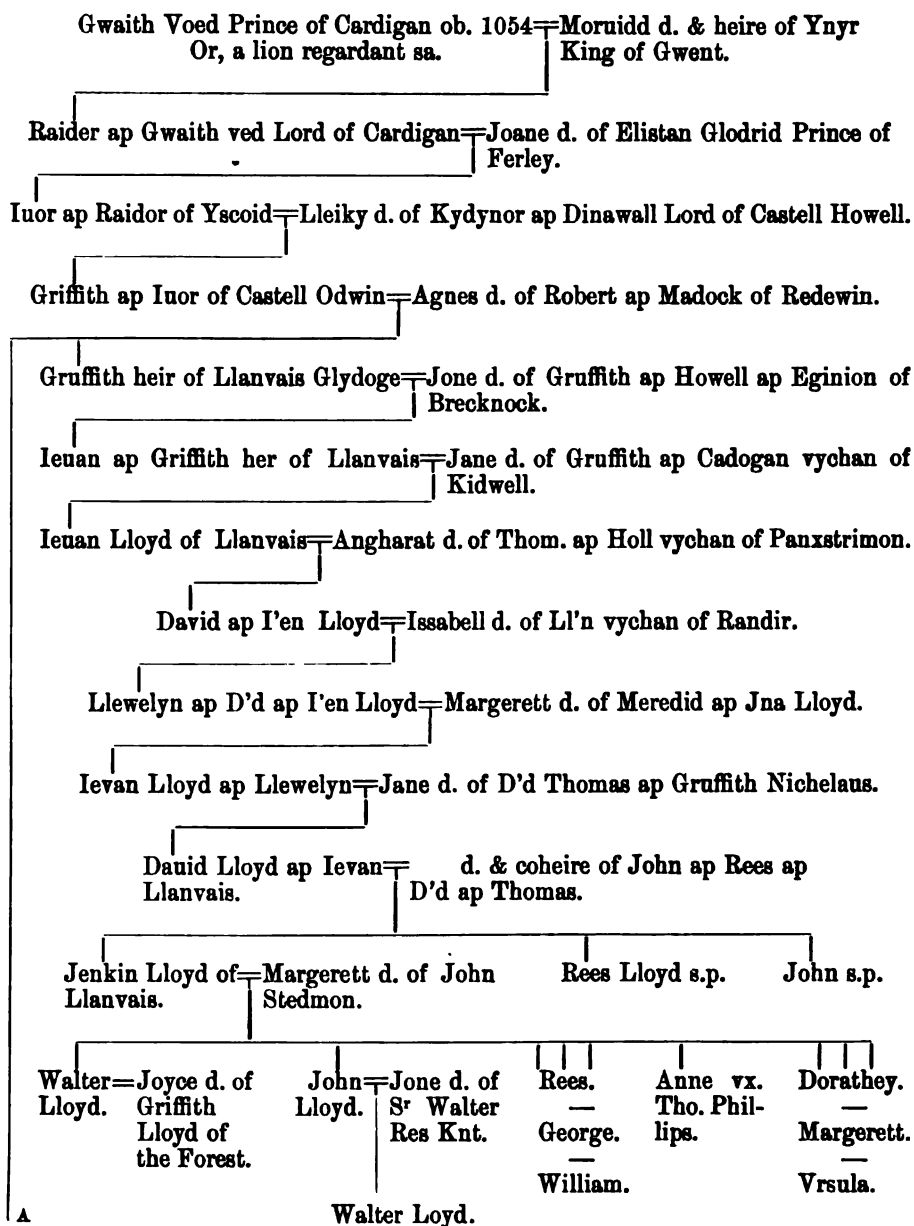 Gwaith Voed Prince of Cardigan ob. 1054=Moruidd d. & heire of Ynyr
Or, a lion regardant sa. King of Gwent.
Raider ap Gwaith ved Lord of Cardigan=Joane d. of Elistan Glodrid Prince of
Ferley.
Iuor ap Raidor of Yscoid=Lleiky d. of Kydynor ap Dinawall Lord of Castell Howell.
Griffith ap Iuor of Castell Odwin=Agnes d. of Robert ap Madock of Redewin.
Gruffith heir of Llanvais Glydoge=Jone d. of Gruffith ap Howell ap Eginion of
Brecknock.
Ieuan ap Griffith her of Llanvais=Jane d. of Gruffith ap Cadogan vychan of
Kidwell.
Ieuan Lloyd of Llanvais=Angharat d. of Thom. ap Holl vychan of Panxstrimon.
David ap I'en Lloyd=Issabell d. of Ll'n vychan of Randir.
Llewelyn ap D'd ap I'en Lloyd=Margerett d. of Meredid ap Jna Lloyd.
Ievan Lloyd ap Llewelyn=Jane d. of D'd Thomas ap Gruffith Nichelaus.
Dauid Lloyd ap Ievan= d. & coheire of John ap Rees ap
Llanvais. D'd ap Thomas.
Jenkin Lloyd of=Margerett d. of John Rees Lloyd s.p. John s.p.
Llanvais. Stedmon.
Walter=Joyce d. of John=Jone d. of Rees. Anne vx. Dorathey.
Lloyd. Griffith Lloyd. Sr Walter — Tho. Phil- —
Lloyd of Res Knt. George. lips. Margerett.
the Forest. — —
William. Vrsula.
A Walter Loyd.